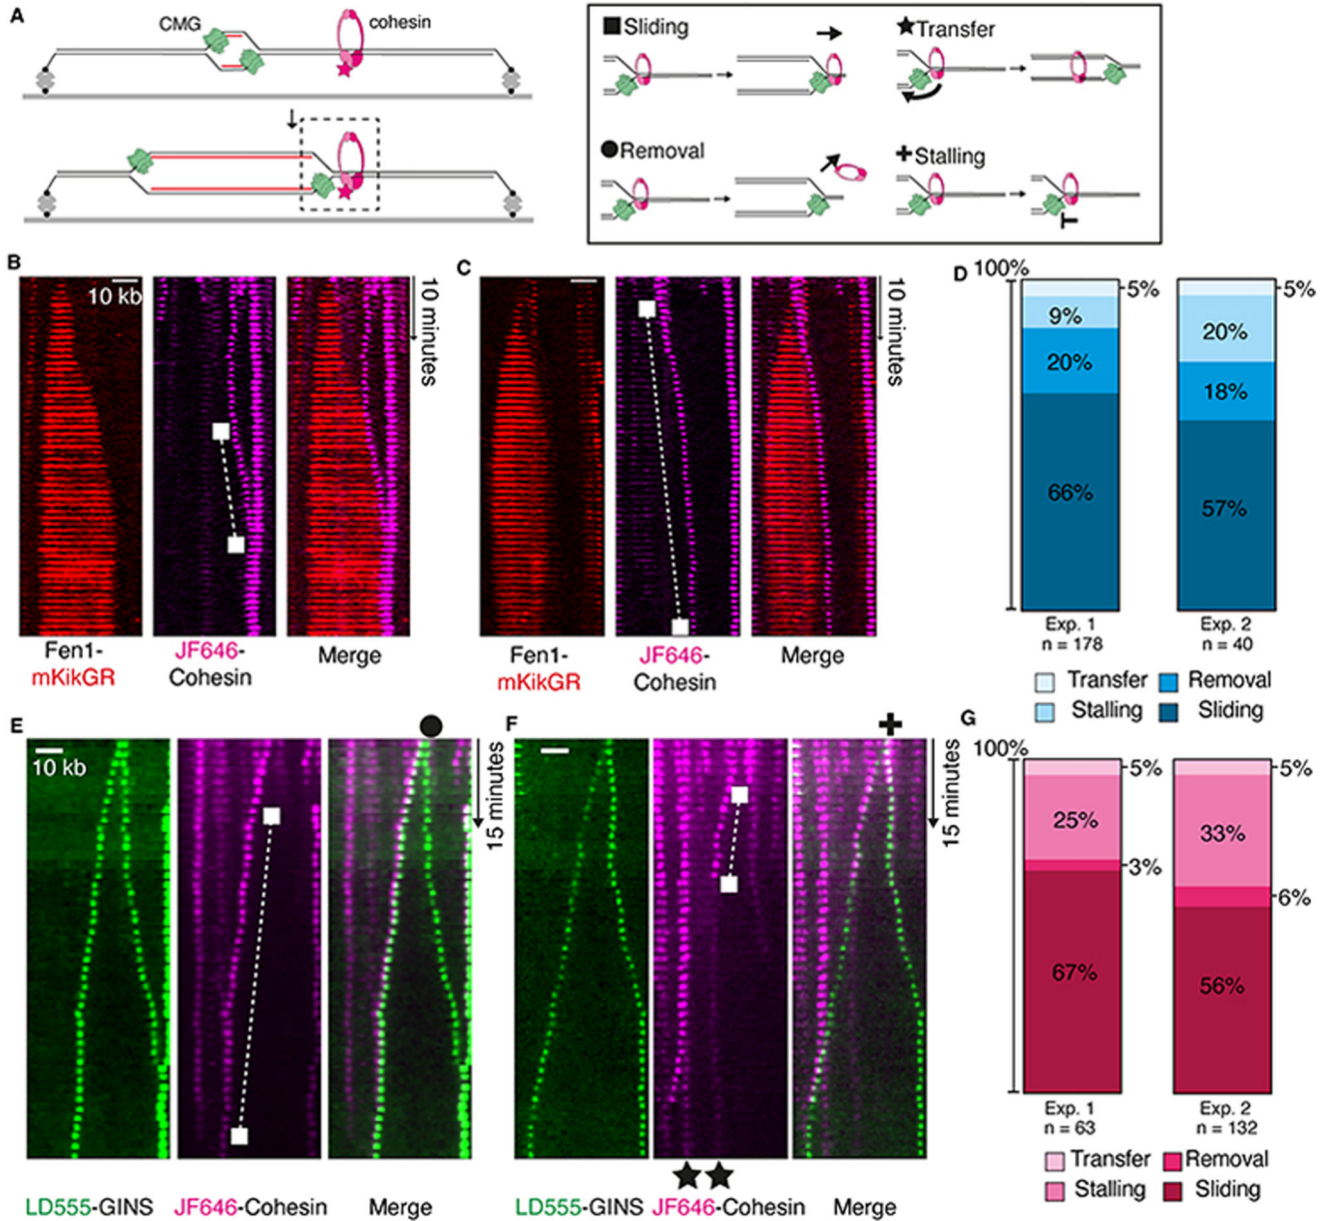 A
CMG
cohesin
Sliding
Transfer
Removal
Stalling
B
10 kb
10 minutes
Fen1-
mKikGR
JF646-
Cohesin
Merge
C
10 minutes
Fen1-
mKikGR
JF646-
Cohesin
Merge
D
100%
5%
9%
20%
66%
5%
20%
18%
57%
Exp. 1
n = 178
Exp. 2
n = 40
Transfer
Removal
Stalling
Sliding
E
10 kb
15 minutes
LD555-GINS
JF646-Cohesin
Merge
F
15 minutes
LD555-GINS
JF646-Cohesin
Merge
G
100%
5%
25%
3%
67%
5%
33%
6%
56%
Exp. 1
n = 63
Exp. 2
n = 132
Transfer
Removal
Stalling
Sliding